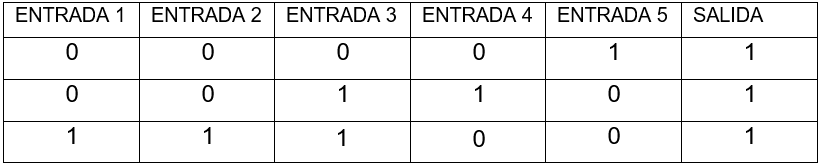 ENTRADA 1 ENTRADA 2 ENTRADA 3 ENTRADA 4 ENTRADA 5 SALIDA
0 0 0 0 1 1
0 0 1 1 0 1
1 1 1 0 0 1